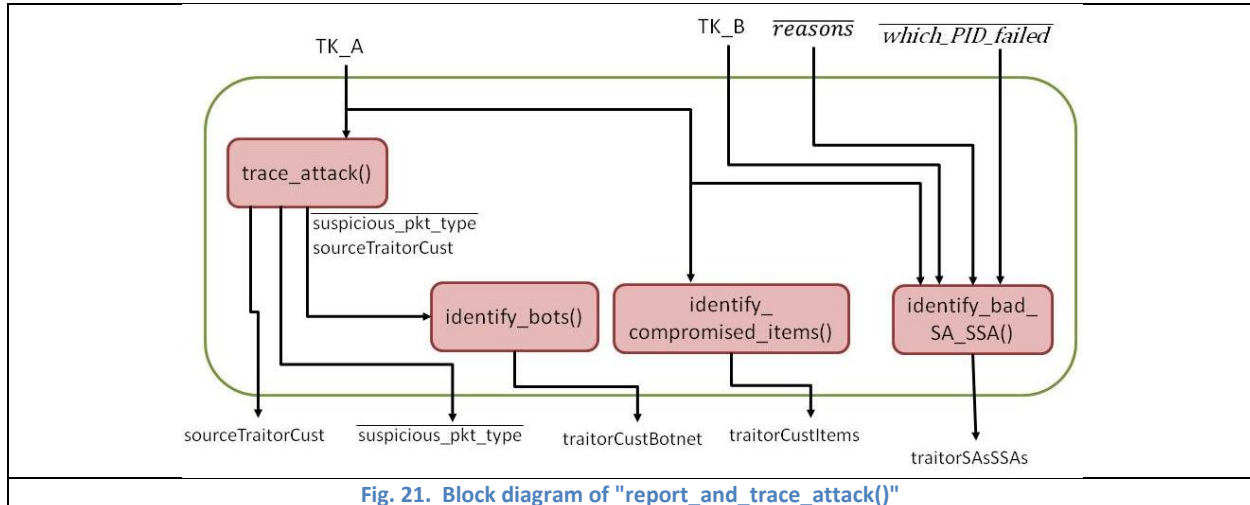 TK_A
TK_B
reasons
which_PID_failed
trace_attack()
suspicious_pkt_type
sourceTraitorCust
identify_bots()
identify_
compromised_items()
identify_bad_
SA_SSA()
sourceTraitorCust
suspicious_pkt_type
traitorCustBotnet
traitorCustItems
traitorSAsSSAs
Fig. 21. Block diagram of "report_and_trace_attack()"